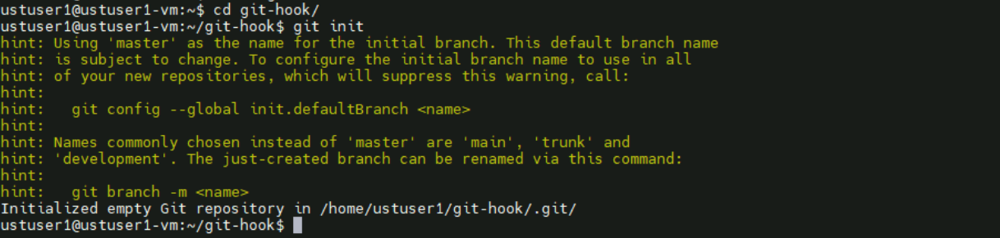 ustuser1@ustuser1-vm:~$ cd git-hook/
ustuser1@ustuser1-vm:~/git-hook$ git init
hint: Using 'master' as the name for the initial branch. This default branch name
hint: is subject to change. To configure the initial branch name to use in all
hint: of your new repositories, which will suppress this warning, call:
hint:
hint:   git config --global init.defaultBranch <name>
hint:
hint: Names commonly chosen instead of 'master' are 'main', 'trunk' and
hint: 'development'. The just-created branch can be renamed via this command:
hint:
hint:   git branch -m <name>
Initialized empty Git repository in /home/ustuser1/git-hook/.git/
ustuser1@ustuser1-vm:~/git-hook$